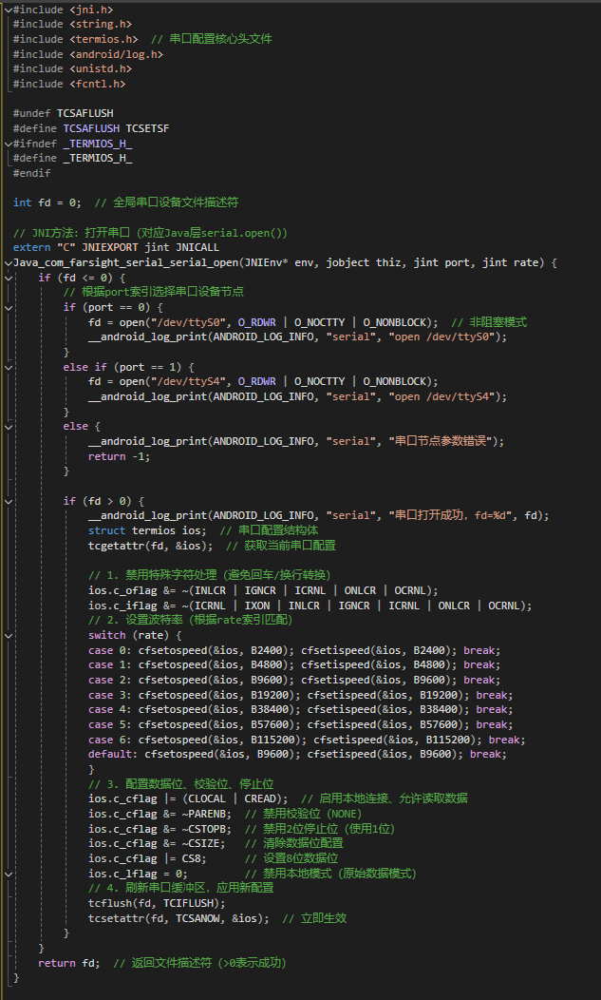 #include <jni.h>
#include <string.h>
#include <termios.h>  // 串口配置核心头文件
#include <android/log.h>
#include <unistd.h>
#include <fcntl.h>

#undef TCSAFLUSH
#define TCSAFLUSH TCSETSF
#ifndef _TERMIOS_H_
#define _TERMIOS_H_
#endif

int fd = 0;  // 全局串口设备文件描述符

// JNI方法：打开串口（对应Java层serial.open()）
extern "C" JNIEXPORT jint JNICALL
Java_com_farsight_serial_serial_open(JNIEnv* env, jobject thiz, jint port, jint rate) {
    if (fd <= 0) {
        // 根据port索引选择串口设备节点
        if (port == 0) {
            fd = open("/dev/ttyS0", O_RDWR | O_NOCTTY | O_NONBLOCK);  // 非阻塞模式
            __android_log_print(ANDROID_LOG_INFO, "serial", "open /dev/ttyS0");
        }
        else if (port == 1) {
            fd = open("/dev/ttyS4", O_RDWR | O_NOCTTY | O_NONBLOCK);
            __android_log_print(ANDROID_LOG_INFO, "serial", "open /dev/ttyS4");
        }
        else {
            __android_log_print(ANDROID_LOG_INFO, "serial", "串口节点参数错误");
            return -1;
        }

        if (fd > 0) {
            __android_log_print(ANDROID_LOG_INFO, "serial", "串口打开成功，fd=%d", fd);
            struct termios ios;  // 串口配置结构体
            tcgetattr(fd, &ios);  // 获取当前串口配置

            // 1. 禁用特殊字符处理（避免回车/换行转换）
            ios.c_oflag &= ~(INLCR | IGNCR | ICRNL | ONLCR | OCRNL);
            ios.c_iflag &= ~(ICRNL | IXON | INLCR | IGNCR | ICRNL | ONLCR | OCRNL);
            // 2. 设置波特率（根据rate索引匹配）
            switch (rate) {
            case 0: cfsetospeed(&ios, B2400); cfsetispeed(&ios, B2400); break;
            case 1: cfsetospeed(&ios, B4800); cfsetispeed(&ios, B4800); break;
            case 2: cfsetospeed(&ios, B9600); cfsetispeed(&ios, B9600); break;
            case 3: cfsetospeed(&ios, B19200); cfsetispeed(&ios, B19200); break;
            case 4: cfsetospeed(&ios, B38400); cfsetispeed(&ios, B38400); break;
            case 5: cfsetospeed(&ios, B57600); cfsetispeed(&ios, B57600); break;
            case 6: cfsetospeed(&ios, B115200); cfsetispeed(&ios, B115200); break;
            default: cfsetospeed(&ios, B9600); cfsetispeed(&ios, B9600); break;
            }
            // 3. 配置数据位、校验位、停止位
            ios.c_cflag |= (CLOCAL | CREAD);  // 启用本地连接、允许读取数据
            ios.c_cflag &= ~PARENB;  // 禁用校验位（NONE）
            ios.c_cflag &= ~CSTOPB;  // 禁用2位停止位（使用1位）
            ios.c_cflag &= ~CSIZE;   // 清除数据位配置
            ios.c_cflag |= CS8;      // 设置8位数据位
            ios.c_lflag = 0;         // 禁用本地模式（原始数据模式）
            // 4. 刷新串口缓冲区，应用新配置
            tcflush(fd, TCIFLUSH);
            tcsetattr(fd, TCSANOW, &ios);  // 立即生效
        }
    }
    return fd;  // 返回文件描述符（>0表示成功）
}